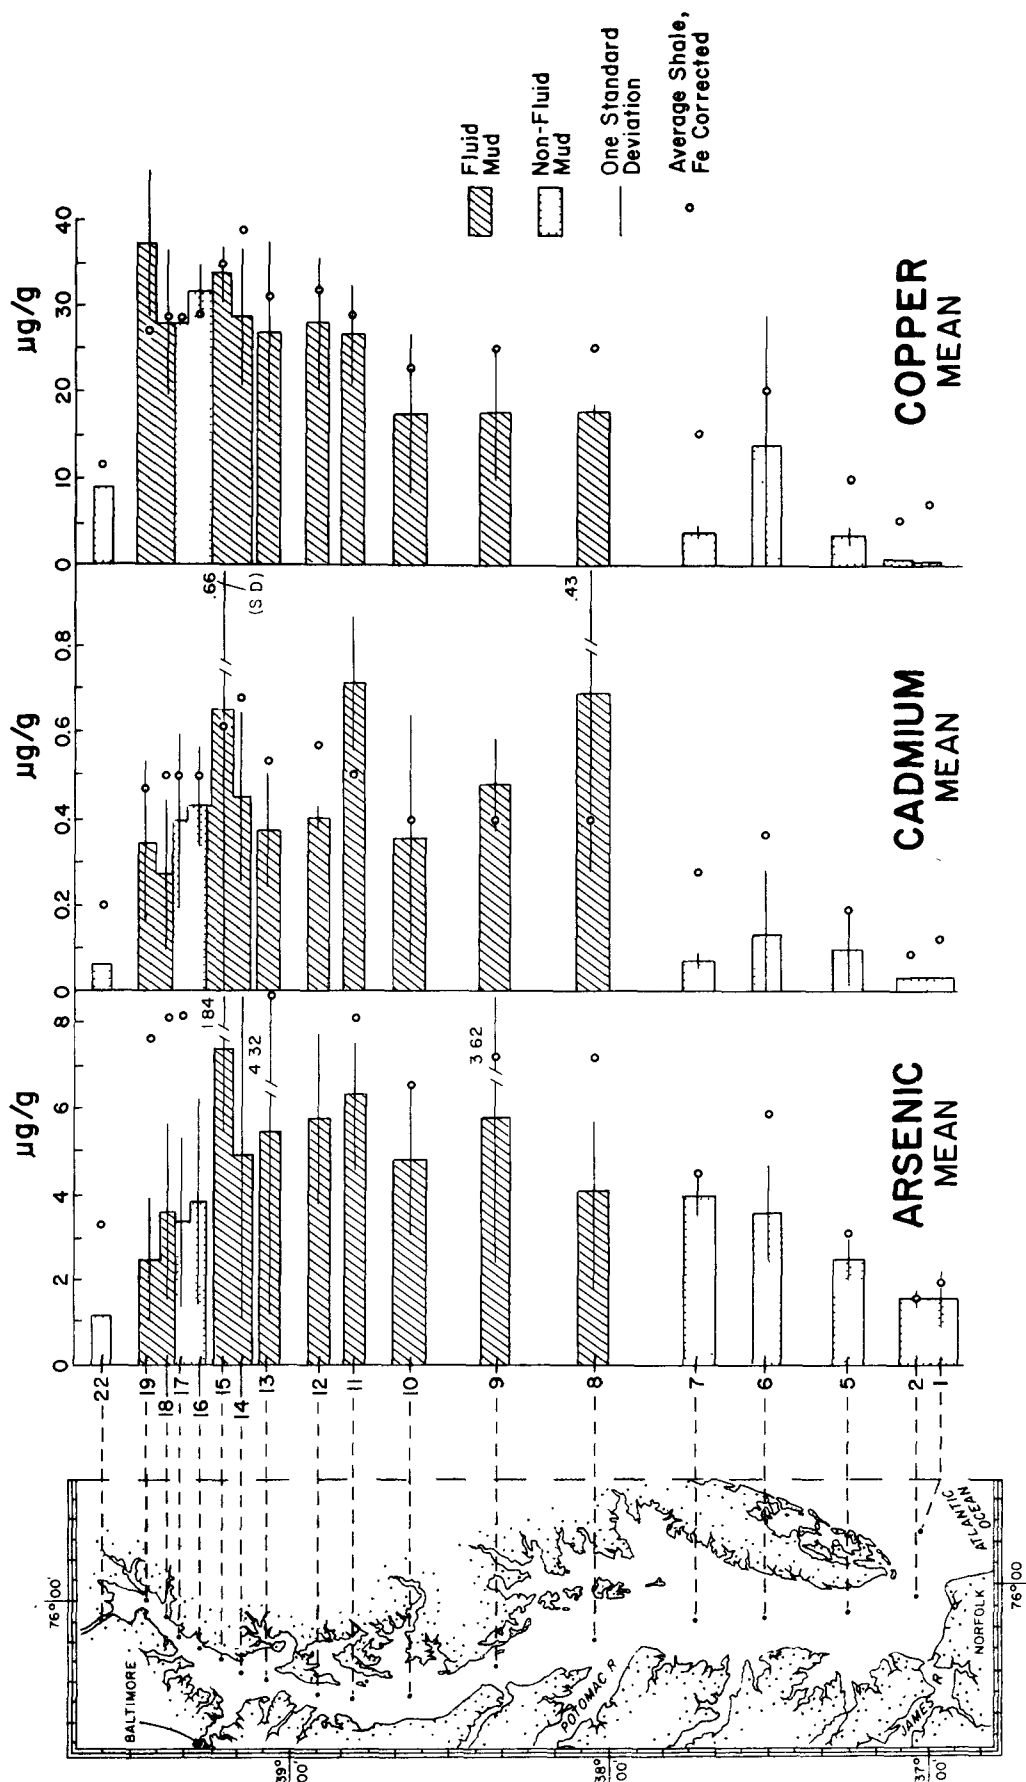 µg/g
0
10
20
30
40
COPPER
MEAN
Fluid
Mud
Non-Fluid
Mud
One Standard
Deviation
Average Shale,
Fe Corrected
µg/g
0
0.2
0.4
0.6
0.8
.66
(SD)
.43
CADMIUM
MEAN
µg/g
0
2
4
6
8
1 84
4 32
3 62
ARSENIC
MEAN
22
19
18
17
16
15
14
13
12
11
10
9
8
7
6
5
2
1
76°00'
BALTIMORE
39°
00'
POTOMAC R
38°
00'
JAMES R
NORFOLK
ATLANTIC
OCEAN
37°
00'
76°00